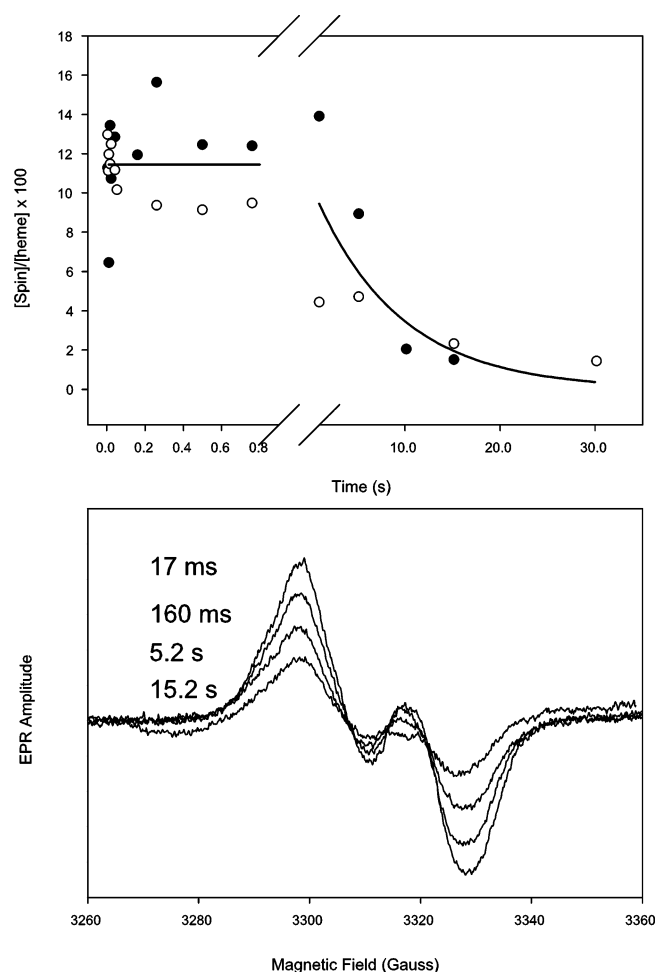 18
16
14
12
10
8
6
4
2
0
[Spin]/[heme] x 100
0.0 0.2 0.4 0.6 0.8 10.0 20.0 30.0
Time (s)
17 ms
160 ms
5.2 s
15.2 s
EPR Amplitude
3260 3280 3300 3320 3340 3360
Magnetic Field (Gauss)